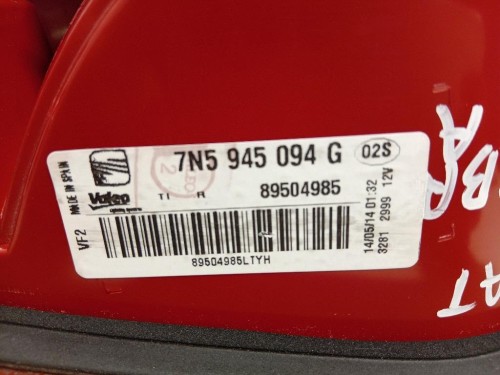 7N5 945 094 G 02S
MADE IN SPAIN
Valeo
TI R 89504985
VF2
89504985LTYH
14/05/14 01:32
3281 2999 12V